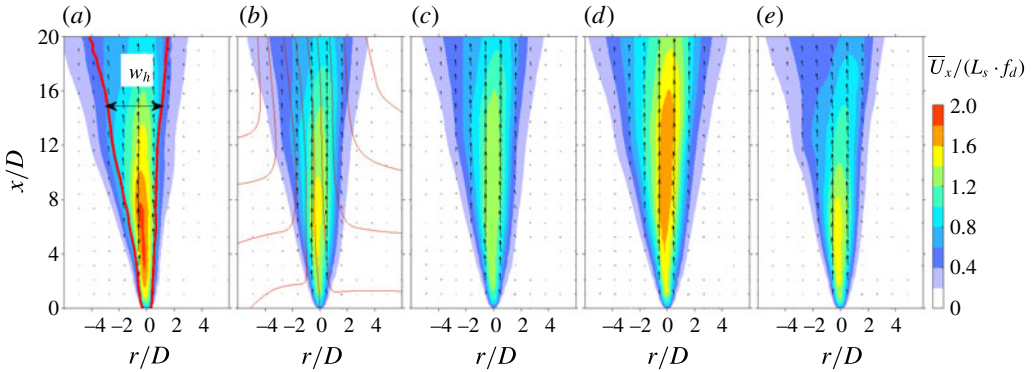 (a) (b) (c) (d) (e)
20
16
12
8
4
0
x/D
w_h
–4 –2 0 2 4
–4 –2 0 2 4
–4 –2 0 2 4
–4 –2 0 2 4
–4 –2 0 2 4
r/D r/D r/D r/D r/D
U̅_x/(L_s · f_d)
2.0
1.6
1.2
0.8
0.4
0